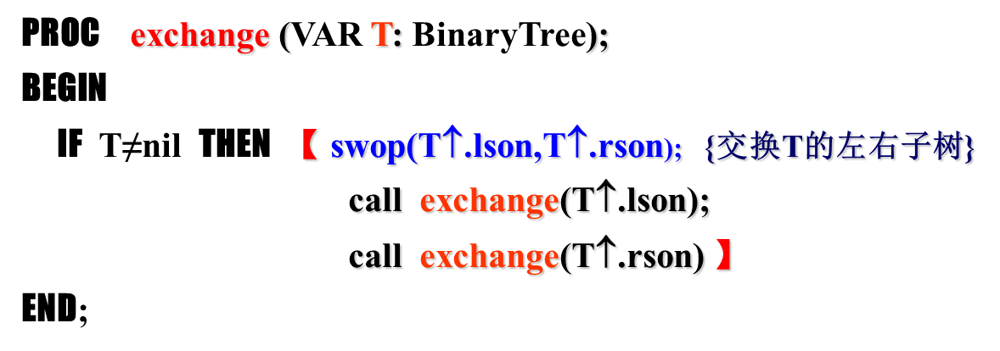 PROC exchange (VAR T: BinaryTree);
BEGIN
IF T≠nil THEN 【 swop(T↑.lson,T↑.rson); {交换T的左右子树}
call exchange(T↑.lson);
call exchange(T↑.rson) 】
END;